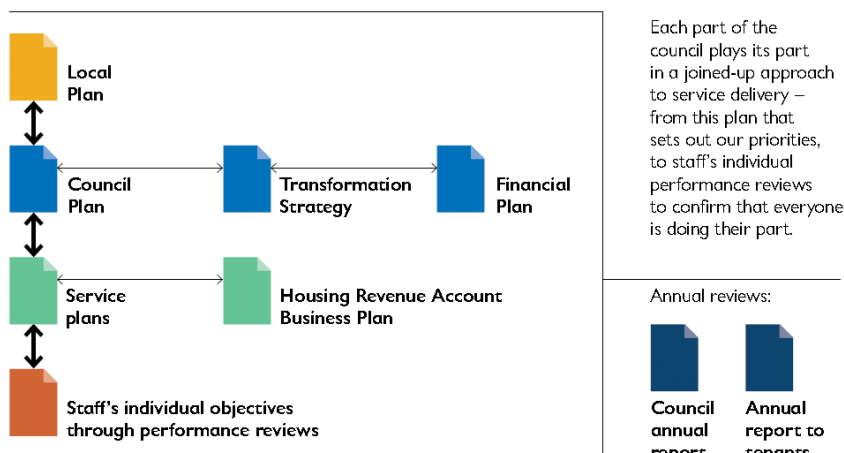 Local
Plan
Council
Plan
Transformation
Strategy
Financial
Plan
Service
plans
Housing Revenue Account
Business Plan
Staff's individual objectives
through performance reviews
Each part of the
council plays its part
in a joined-up approach
to service delivery –
from this plan that
sets out our priorities,
to staff's individual
performance reviews
to confirm that everyone
is doing their part.
Annual reviews:
Council
annual
report
Annual
report to
tenants